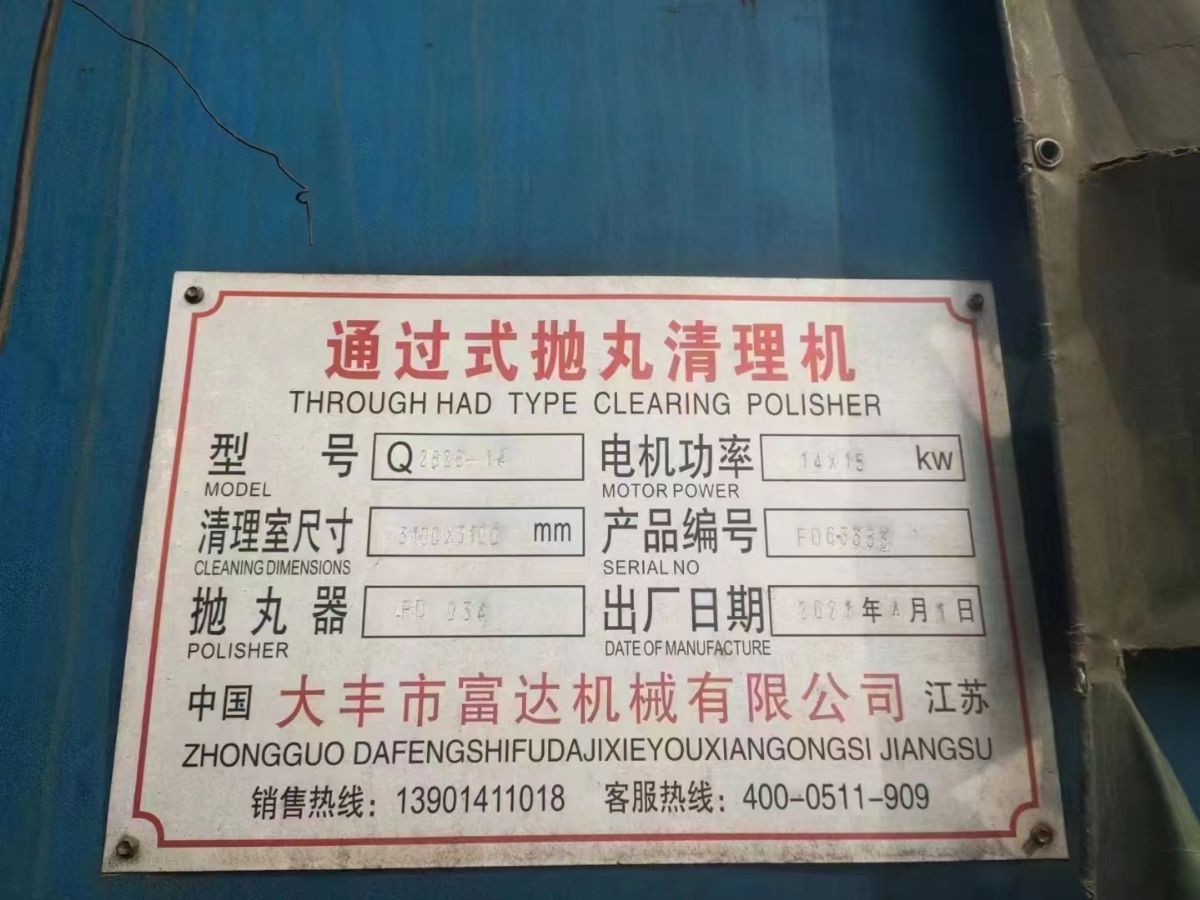 通过式抛丸清理机
THROUGH HAD TYPE CLEARING POLISHER
型号 Q 电机功率 14X15 kw
MODEL MOTOR POWER
清理室尺寸 mm 产品编号
CLEANING DIMENSIONS SERIAL NO
抛丸器 出厂日期 年 月 日
POLISHER DATE OF MANUFACTURE
中国 大丰市富达机械有限公司 江苏
ZHONGGUO DAFENGSHIFUDAJIXIEYOUXIANGONGSI JIANGSU
销售热线：13901411018 客服热线：400-0511-909